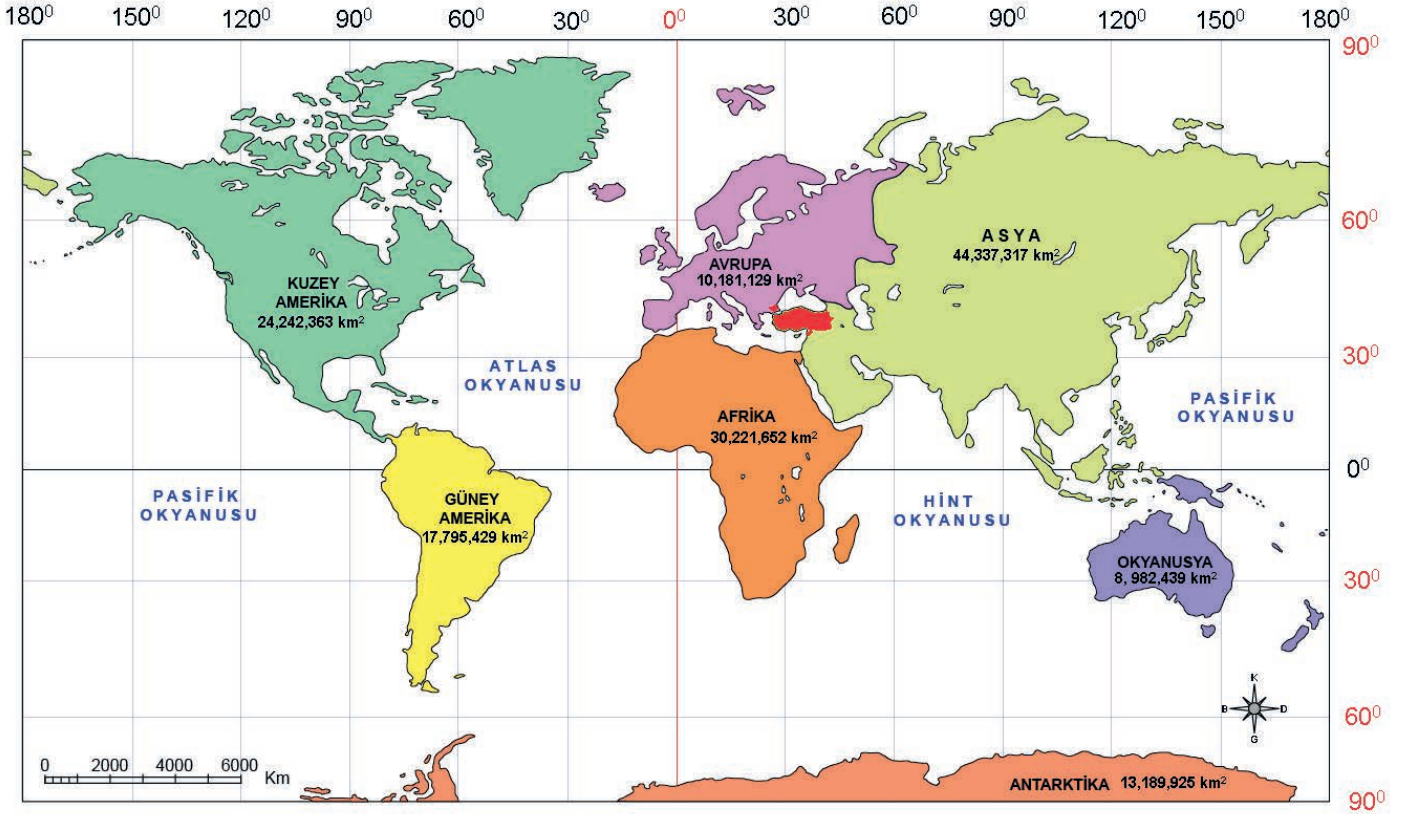 180⁰ 150⁰ 120⁰ 90⁰ 60⁰ 30⁰ 0⁰ 30⁰ 60⁰ 90⁰ 120⁰ 150⁰ 180⁰
90⁰
60⁰
ASYA
44,337,317 km²
AVRUPA
10,181,129 km²
KUZEY
AMERİKA
24,242,363 km²
30⁰
ATLAS
OKYANUSU
PASİFİK
OKYANUSU
AFRİKA
30,221,652 km²
0⁰
PASİFİK
OKYANUSU
GÜNEY
AMERİKA
17,795,429 km²
HİNT
OKYANUSU
OKYANUSYA
8, 982,439 km²
30⁰
K
B D
G
60⁰
0 2000 4000 6000 Km
ANTARKTİKA 13,189,925 km²
90⁰